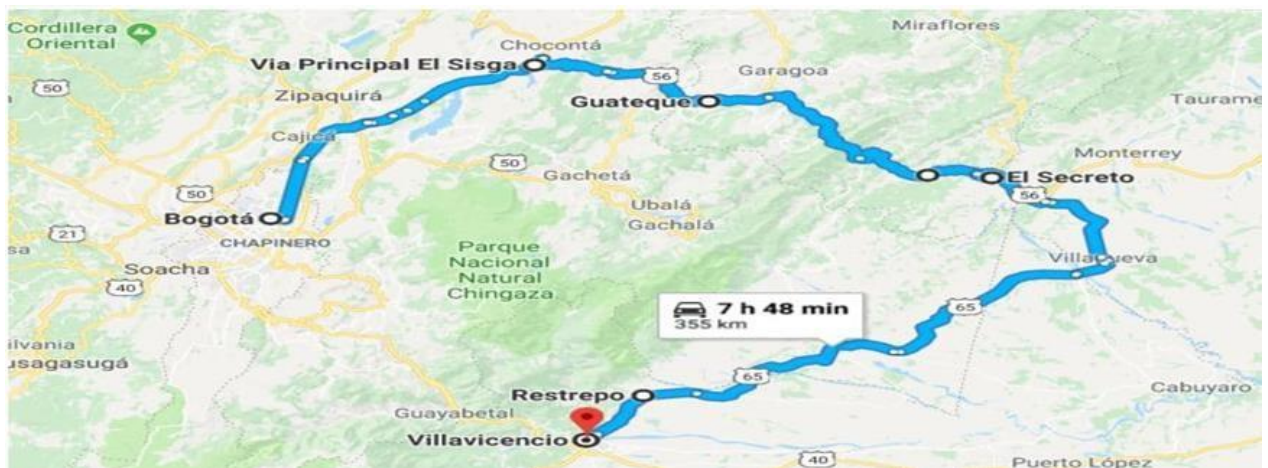 Cordillera
Oriental
Miraflores
Chocontá
Via Principal El Sisga
50
56
Garagoa
Zipaquirá
Guateque
Taurame
Cajicá
50
Monterrey
50
Gachetá
El Secreto
56
Ubalá
Bogotá
Gachalá
21
CHAPINERO
Parque
Nacional
Natural
Chingaza
Villanueva
Soacha
40
7 h 48 min
355 km
65
ilvania
usagasugá
65
Restrepo
Cabuyaro
Guayabetal
Villavicencio
40
Puerto López